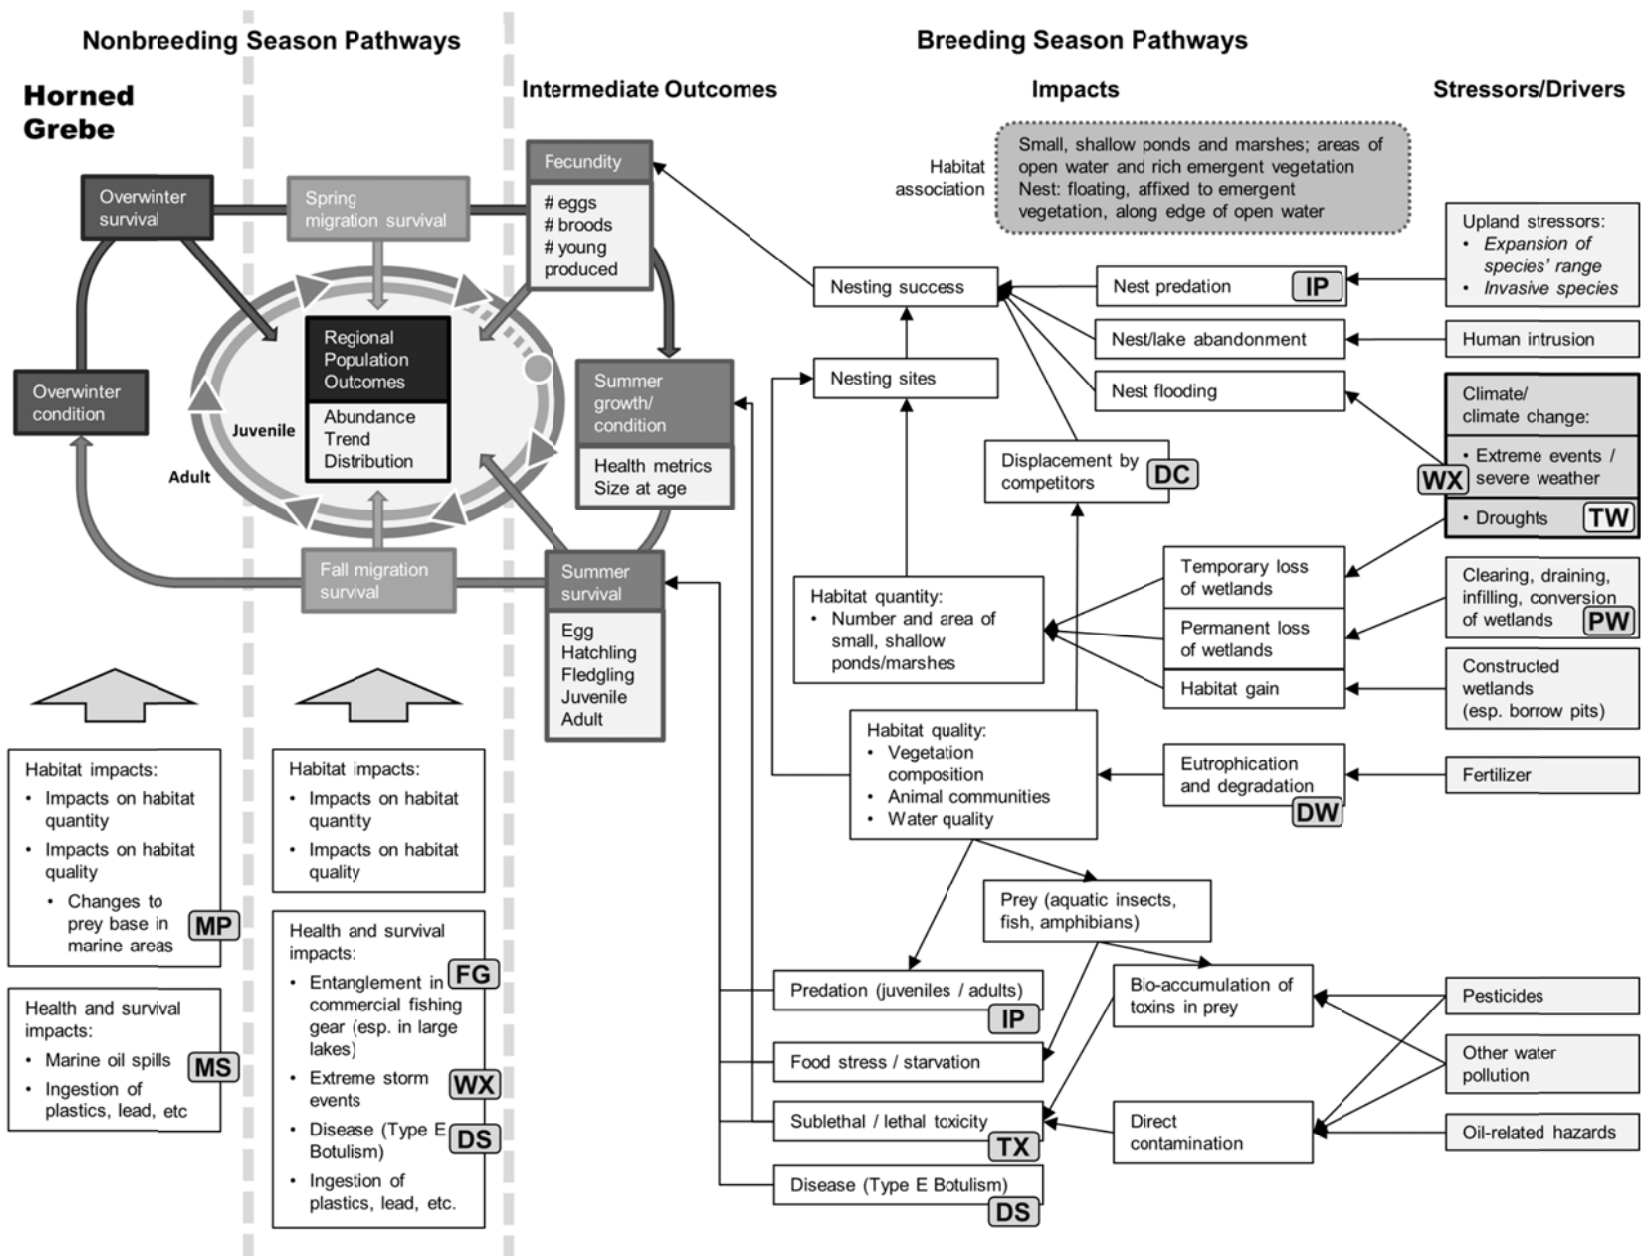 Nonbreeding Season Pathways
Breeding Season Pathways
Horned
Grebe
Intermediate Outcomes
Impacts
Stressors/Drivers
Overwinter
survival
Spring
migration survival
Fecundity
# eggs
# broods
# young
produced
Overwinter
condition
Regional
Population
Outcomes
Abundance
Trend
Distribution
Juvenile
Adult
Summer
growth/
condition
Health metrics
Size at age
Fall migration
survival
Summer
survival
Egg
Hatchling
Fledgling
Juvenile
Adult
Habitat impacts:
• Impacts on habitat
quantity
• Impacts on habitat
quality
• Changes to
prey base in
marine areas
MP
Health and survival
impacts:
• Marine oil spills
MS
• Ingestion of
plastics, lead, etc
Habitat impacts:
• Impacts on habitat
quantity
• Impacts on habitat
quality
Health and survival
impacts:
• Entanglement in
commercial fishing
gear (esp. in large
lakes)
FG
• Extreme storm
events
WX
• Disease (Type E
Botulism)
DS
• Ingestion of
plastics, lead, etc.
Habitat
association
Small, shallow ponds and marshes; areas of
open water and rich emergent vegetation
Nest: floating, affixed to emergent
vegetation, along edge of open water
Nesting success
Nest predation
IP
Nest/lake abandonment
Nest flooding
Nesting sites
Displacement by
competitors
DC
Habitat quantity:
• Number and area of
small, shallow
ponds/marshes
Temporary loss
of wetlands
Permanent loss
of wetlands
Habitat gain
Habitat quality:
• Vegetation
composition
• Animal communities
• Water quality
Eutrophication
and degradation
DW
Prey (aquatic insects,
fish, amphibians)
Predation (juveniles / adults)
IP
Bio-accumulation of
toxins in prey
Food stress / starvation
Sublethal / lethal toxicity
TX
Direct
contamination
Disease (Type E Botulism)
DS
Upland stressors:
• Expansion of
species' range
• Invasive species
Human intrusion
Climate/
climate change:
• Extreme events /
severe weather
WX
• Droughts
TW
Clearing, draining,
infilling, conversion
of wetlands
PW
Constructed
wetlands
(esp. borrow pits)
Fertilizer
Pesticides
Other water
pollution
Oil-related hazards